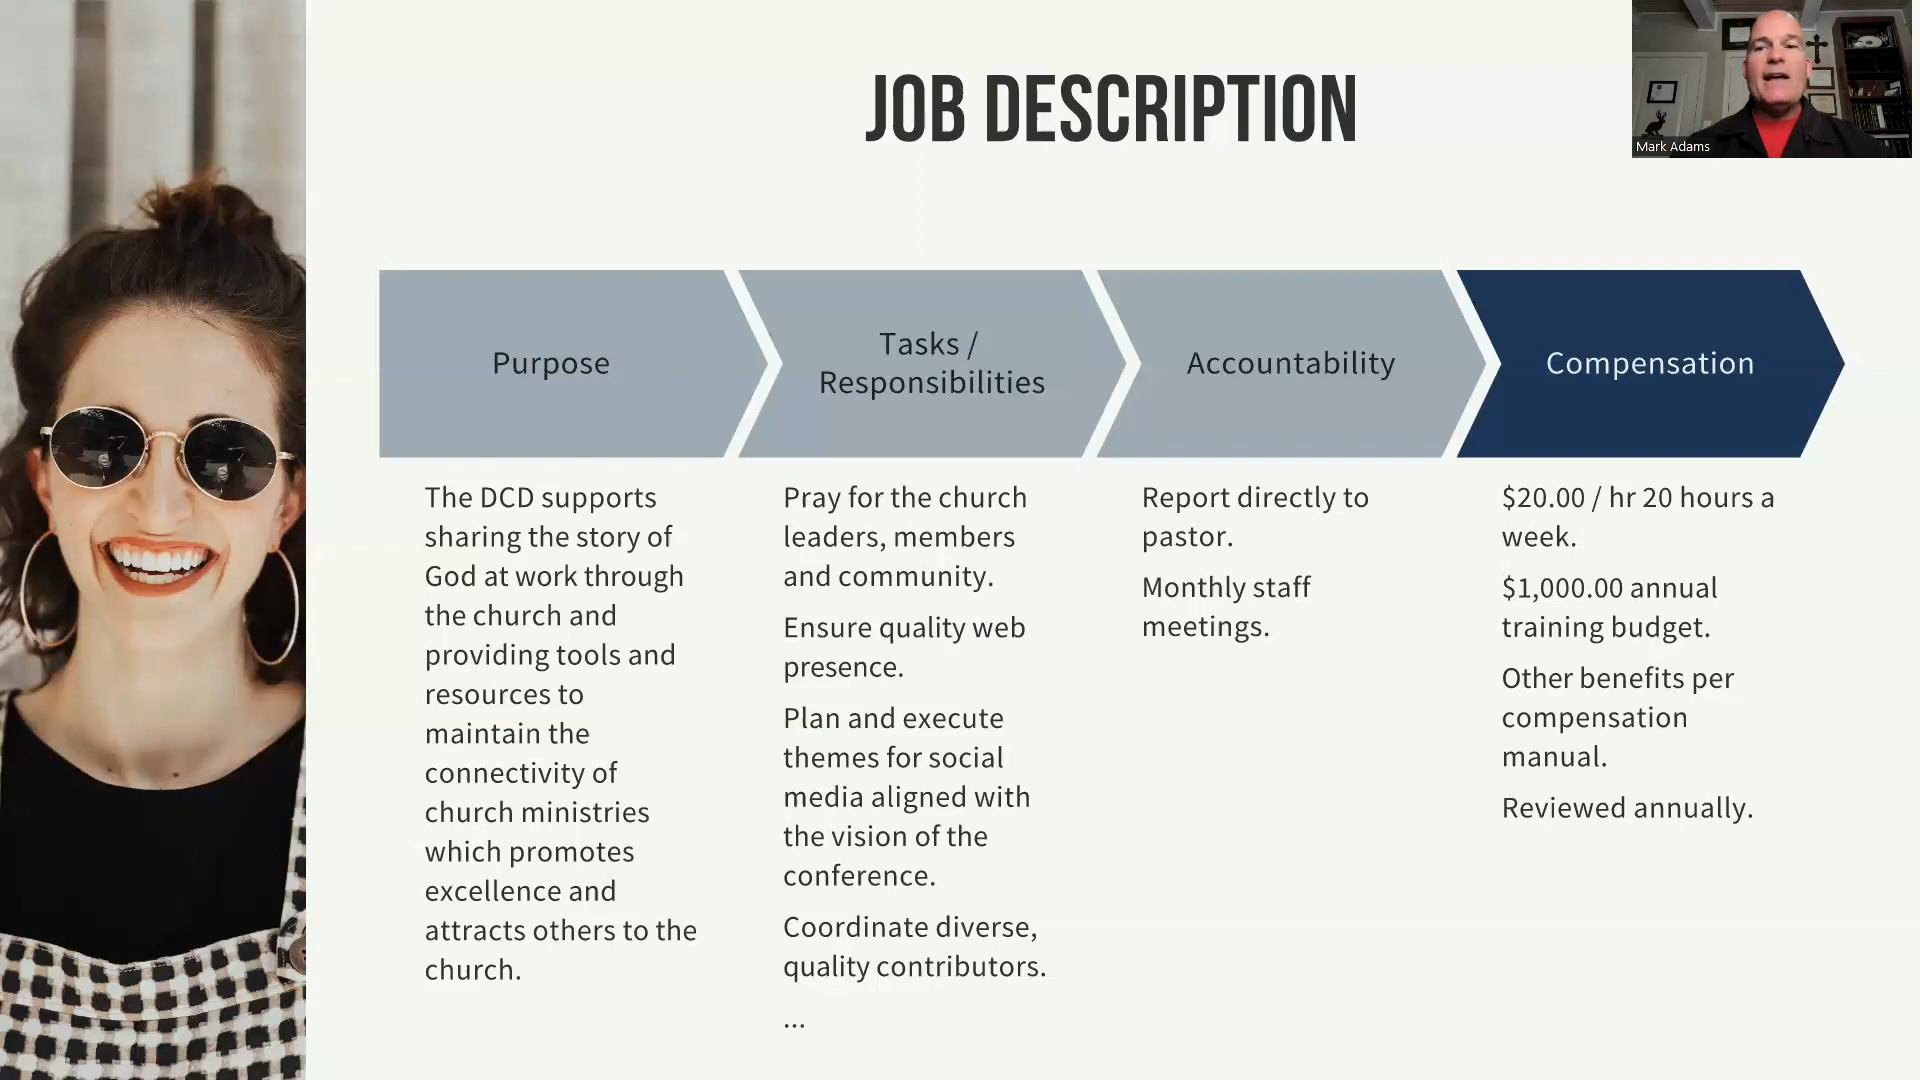 JOB DESCRIPTION
Mark Adams
Purpose
Tasks /
Responsibilities
Accountability
Compensation
The DCD supports
sharing the story of
God at work through
the church and
providing tools and
resources to
maintain the
connectivity of
church ministries
which promotes
excellence and
attracts others to the
church.
Pray for the church
leaders, members
and community.
Ensure quality web
presence.
Plan and execute
themes for social
media aligned with
the vision of the
conference.
Coordinate diverse,
quality contributors.
...
Report directly to
pastor.
Monthly staff
meetings.
$20.00 / hr 20 hours a
week.
$1,000.00 annual
training budget.
Other benefits per
compensation
manual.
Reviewed annually.